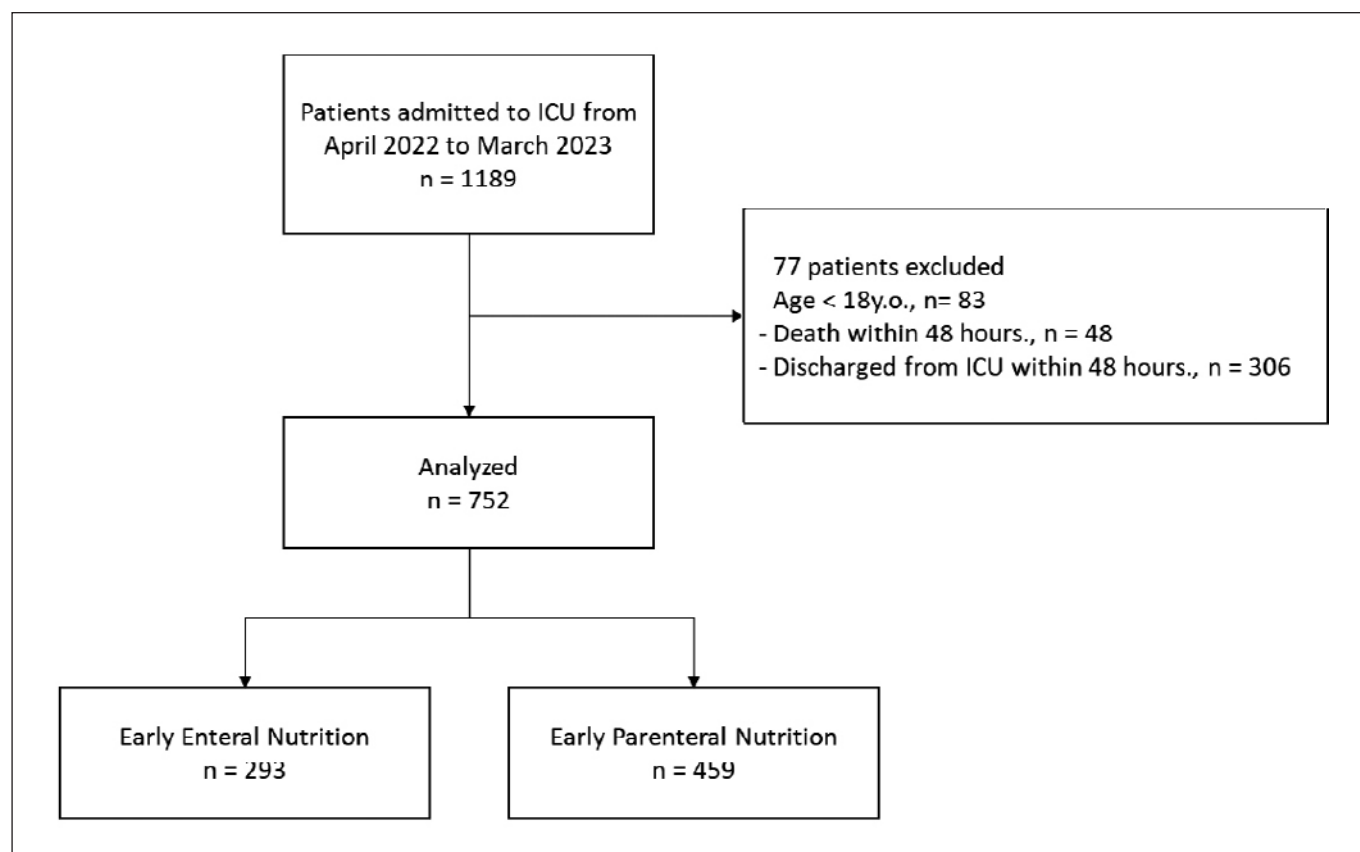 Patients admitted to ICU from
April 2022 to March 2023
n = 1189
77 patients excluded
Age < 18y.o., n= 83
- Death within 48 hours., n = 48
- Discharged from ICU within 48 hours., n = 306
Analyzed
n = 752
Early Enteral Nutrition
n = 293
Early Parenteral Nutrition
n = 459